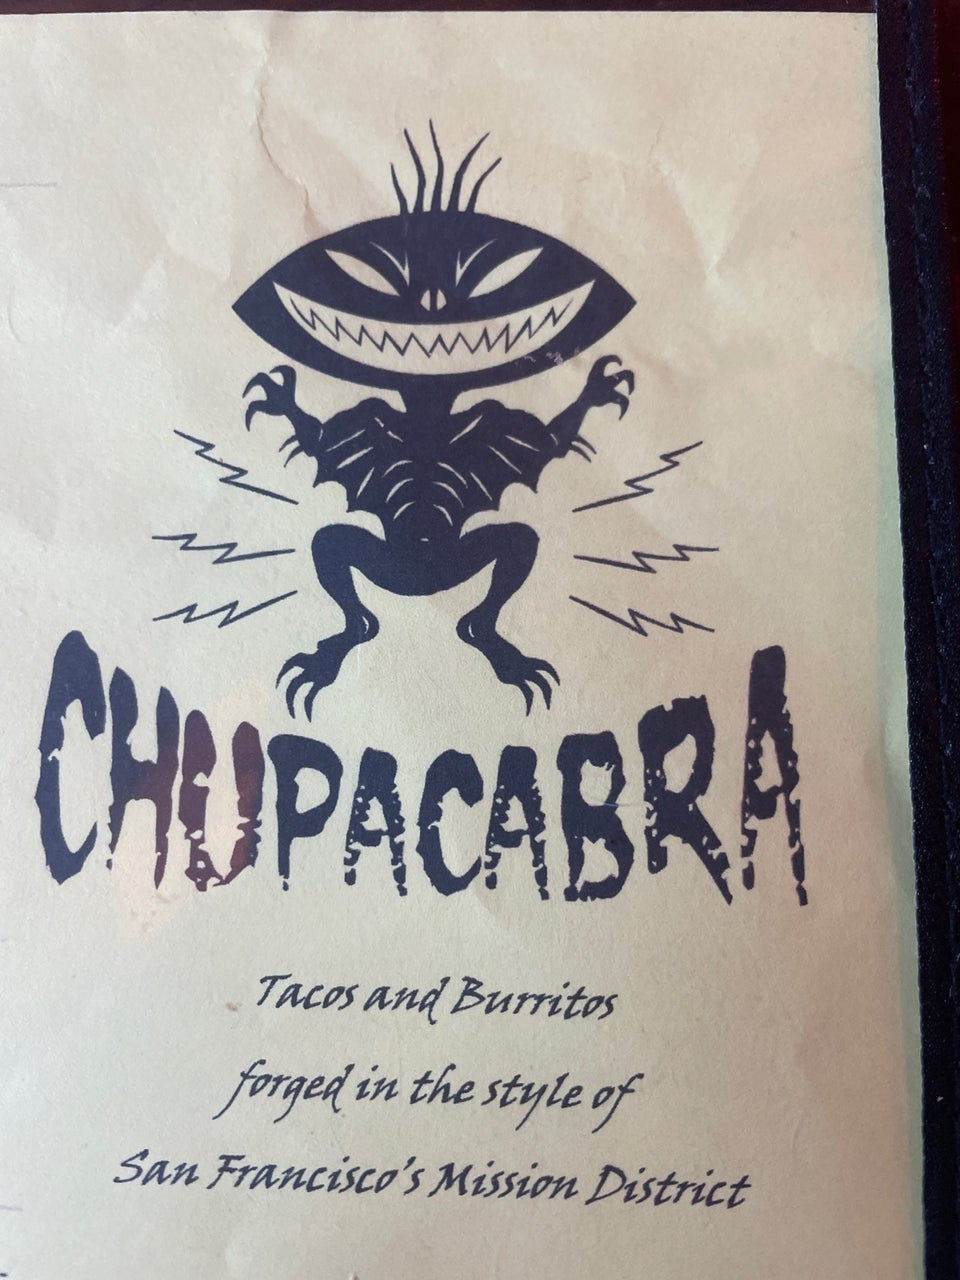 CHUPACABRA
Tacos and Burritos
forged in the style of
San Francisco's Mission District